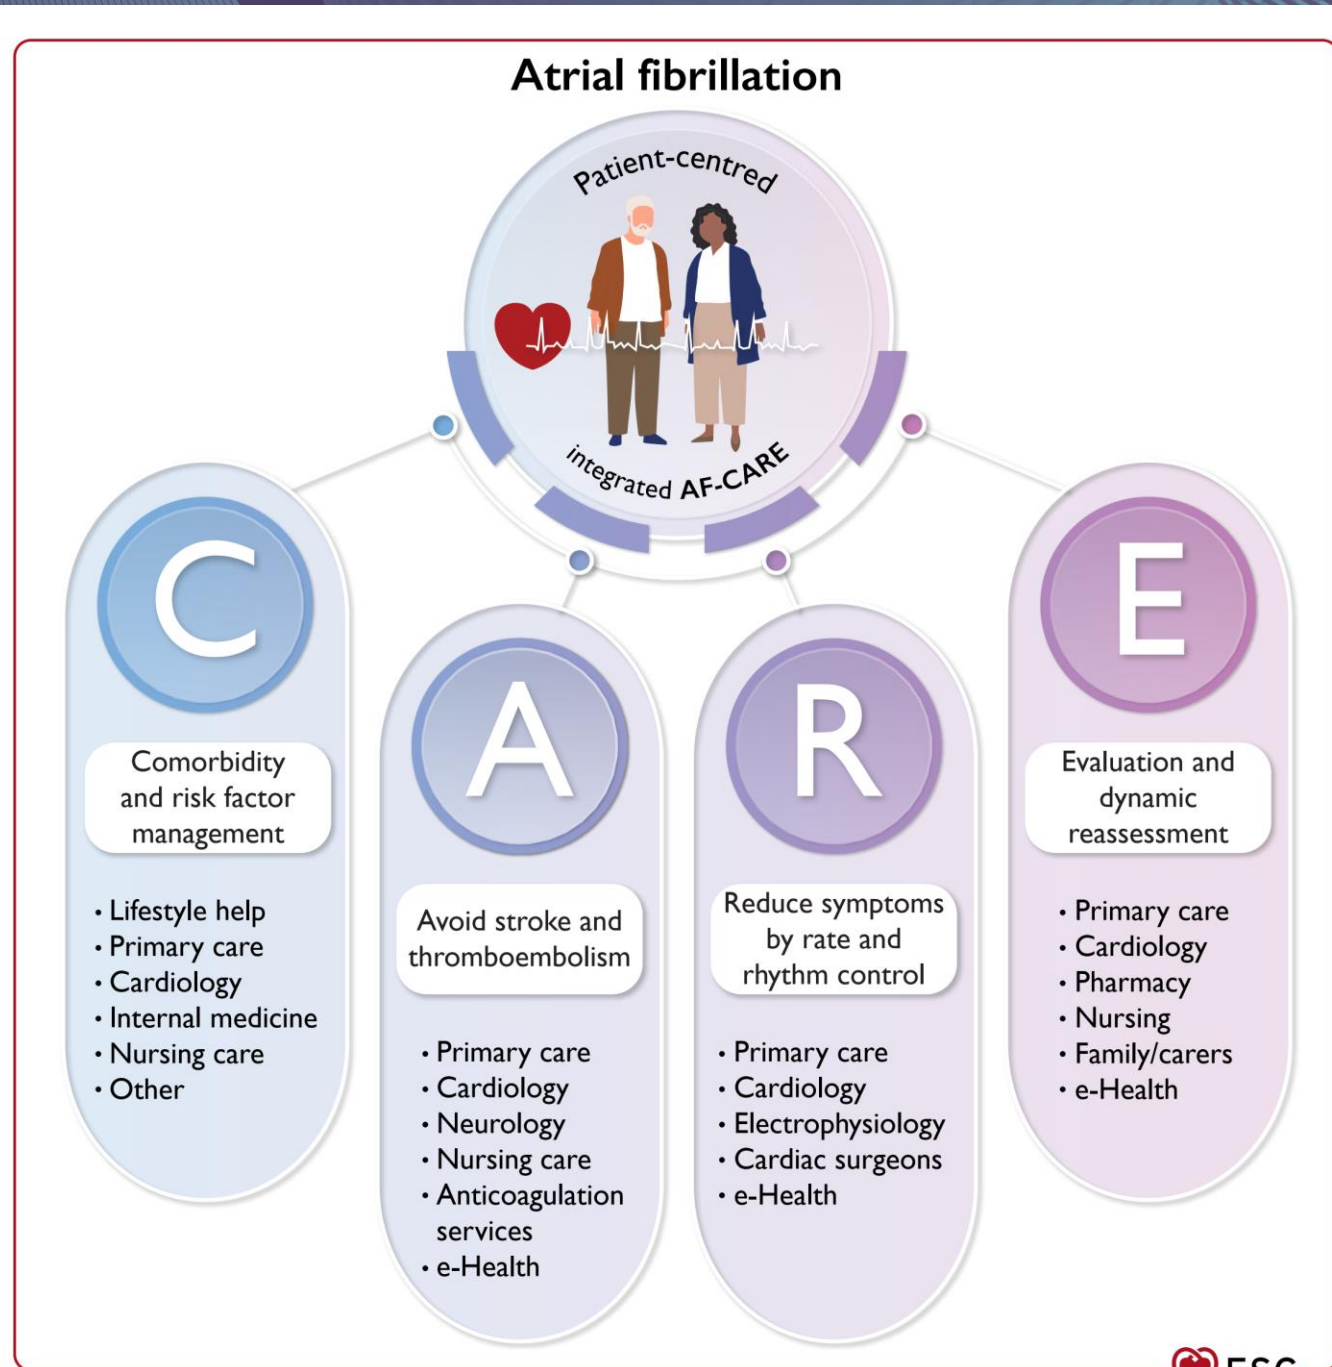 Atrial fibrillation
Patient-centred
integrated AF-CARE
C
Comorbidity
and risk factor
management
• Lifestyle help
• Primary care
• Cardiology
• Internal medicine
• Nursing care
• Other
A
Avoid stroke and
thromboembolism
• Primary care
• Cardiology
• Neurology
• Nursing care
• Anticoagulation
services
• e-Health
R
Reduce symptoms
by rate and
rhythm control
• Primary care
• Cardiology
• Electrophysiology
• Cardiac surgeons
• e-Health
E
Evaluation and
dynamic
reassessment
• Primary care
• Cardiology
• Pharmacy
• Nursing
• Family/carers
• e-Health
ESC